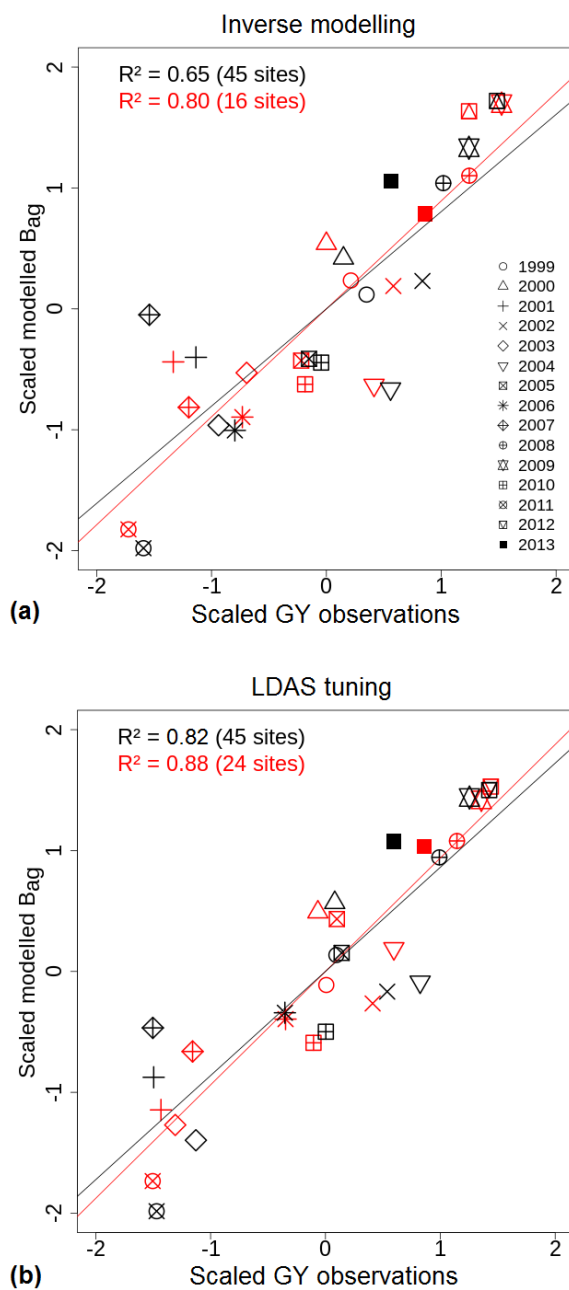 Inverse modelling
R² = 0.65 (45 sites)
R² = 0.80 (16 sites)
2
1
0
-1
-2
Scaled modelled Bag
1999
2000
2001
2002
2003
2004
2005
2006
2007
2008
2009
2010
2011
2012
2013
-2 -1 0 1 2
(a) Scaled GY observations
LDAS tuning
R² = 0.82 (45 sites)
R² = 0.88 (24 sites)
2
1
0
-1
-2
Scaled modelled Bag
-2 -1 0 1 2
(b) Scaled GY observations